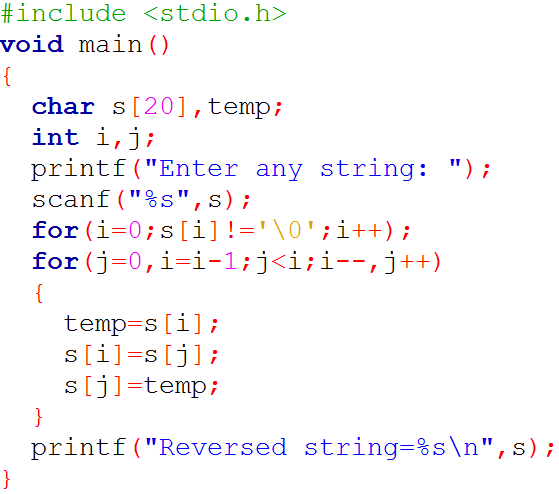 #include <stdio.h>
void main()
{
  char s[20],temp;
  int i,j;
  printf("Enter any string: ");
  scanf("%s",s);
  for(i=0;s[i]!='\0';i++);
  for(j=0,i=i-1;j<i;i--,j++)
  {
    temp=s[i];
    s[i]=s[j];
    s[j]=temp;
  }
  printf("Reversed string=%s\n",s);
}